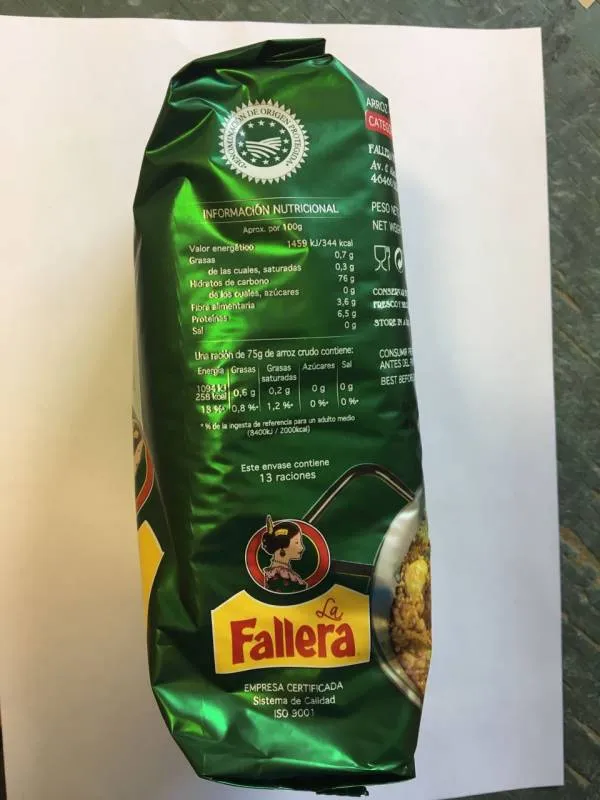 DENOMINACIÓN DE ORIGEN PROTEGIDA
INFORMACIÓN NUTRICIONAL
Aprox. por 100g
Valor energético 1459 kJ/344 kcal
Grasas 0,7 g
de las cuales, saturadas 0,3 g
Hidratos de carbono 76 g
de los cuales, azúcares 0 g
Fibra alimentaria 3,6 g
Proteínas 6,5 g
Sal 0 g
Una ración de 75g de arroz crudo contiene:
Energía Grasas Grasas saturadas Azúcares Sal
1094 kJ
258 kcal 0,6 g 0,2 g 0 g 0 g
13 %* 0,8 %* 1,2 %* 0 %* 0 %*
*% de la ingesta de referencia para un adulto medio
(8400kJ / 2000kcal)
Este envase contiene
13 raciones
La
Fallera
EMPRESA CERTIFICADA
Sistema de Calidad
ISO 9001
ARROZ
Av.
PESO
NET
STORE IN A
ANTES DEL
BEST BEFORE